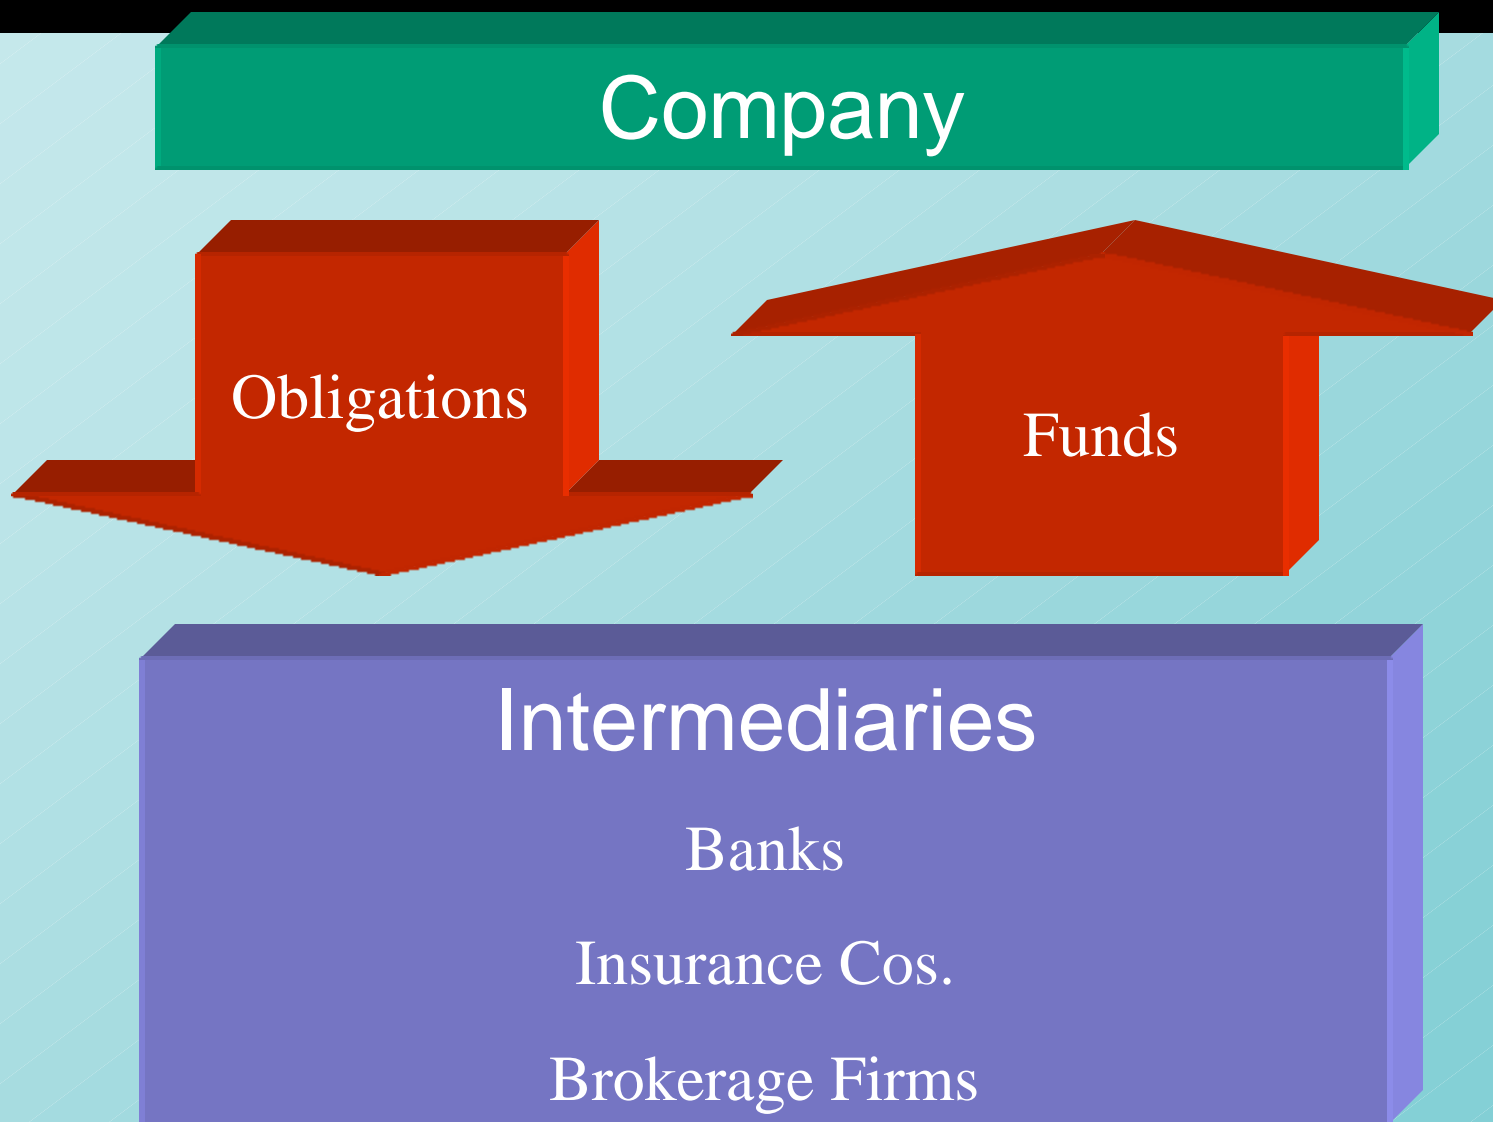 Company
Obligations
Funds
Intermediaries
Banks
Insurance Cos.
Brokerage Firms